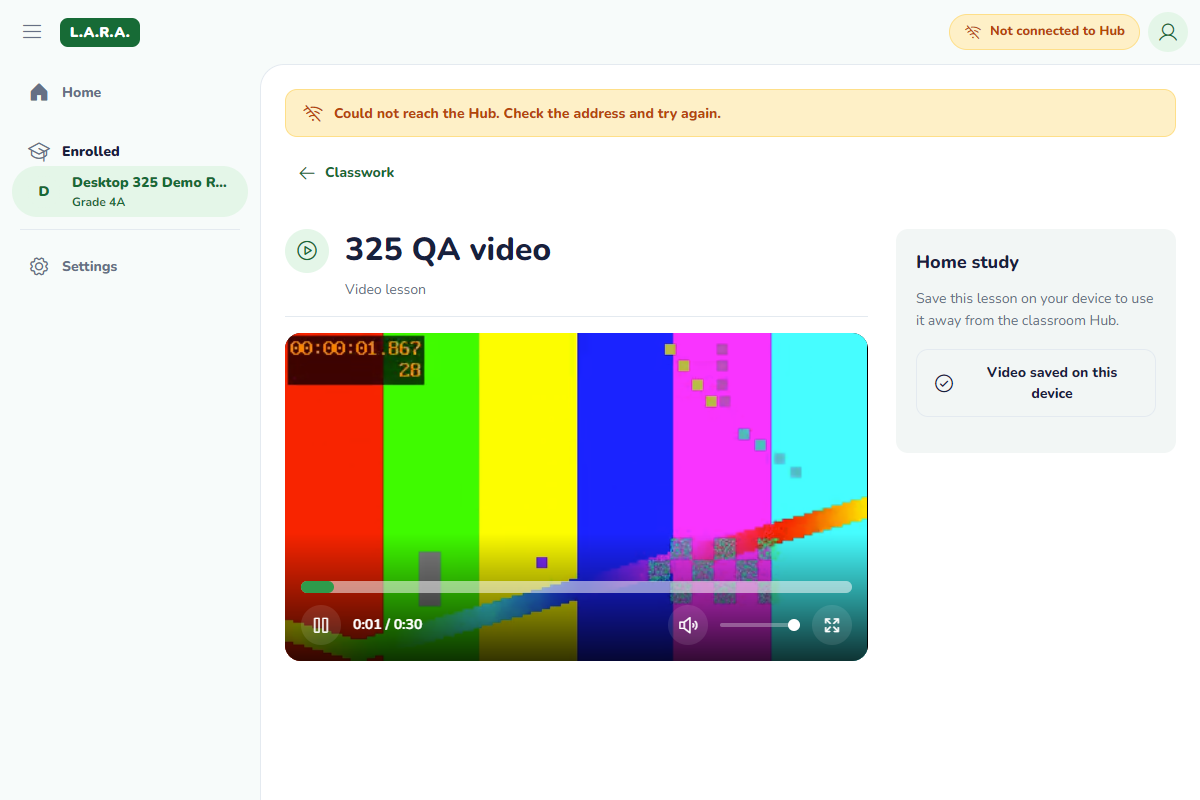 L.A.R.A.
Not connected to Hub
Home
Enrolled
D
Desktop 325 Demo R...
Grade 4A
Settings
Could not reach the Hub. Check the address and try again.
Classwork
325 QA video
Video lesson
00:00:01.867
28
0:01 / 0:30
Home study
Save this lesson on your device to use
it away from the classroom Hub.
Video saved on this
device